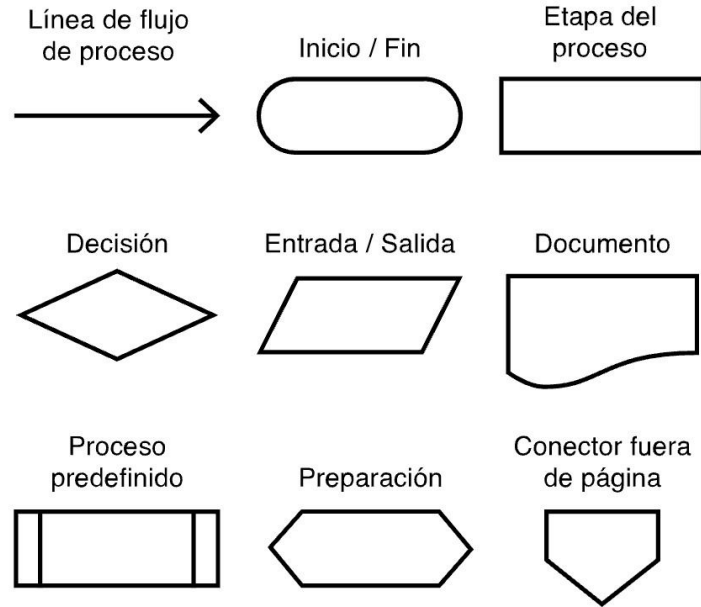 Línea de flujo
de proceso
Inicio / Fin
Etapa del
proceso
Decisión
Entrada / Salida
Documento
Proceso
predefinido
Preparación
Conector fuera
de página